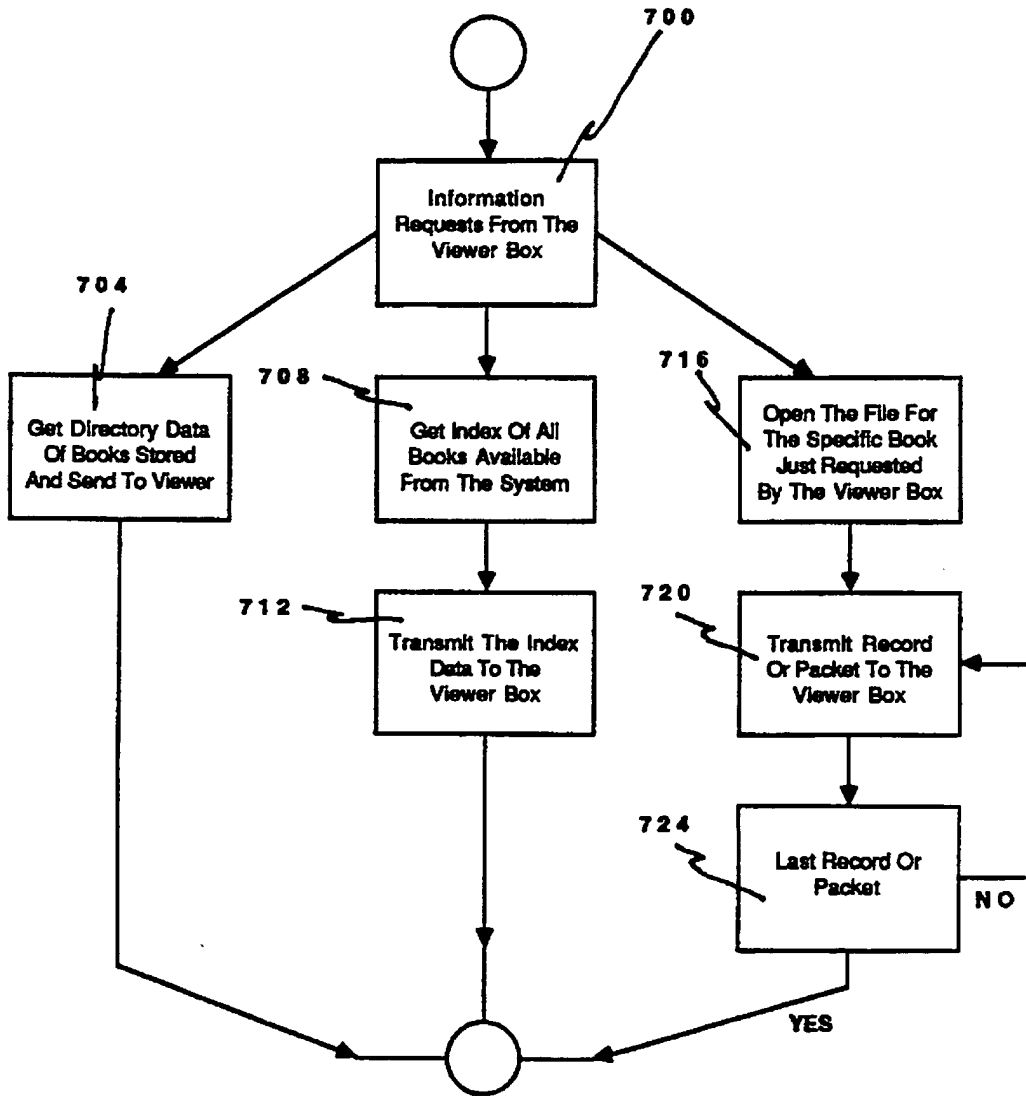 700
Information
Requests From The
Viewer Box
704
Get Directory Data
Of Books Stored
And Send To Viewer
708
Get Index Of All
Books Available
From The System
716
Open The File For
The Specific Book
Just Requested
By The Viewer Box
712
Transmit The Index
Data To The
Viewer Box
720
Transmit Record
Or Packet To The
Viewer Box
724
Last Record Or
Packet
NO
YES